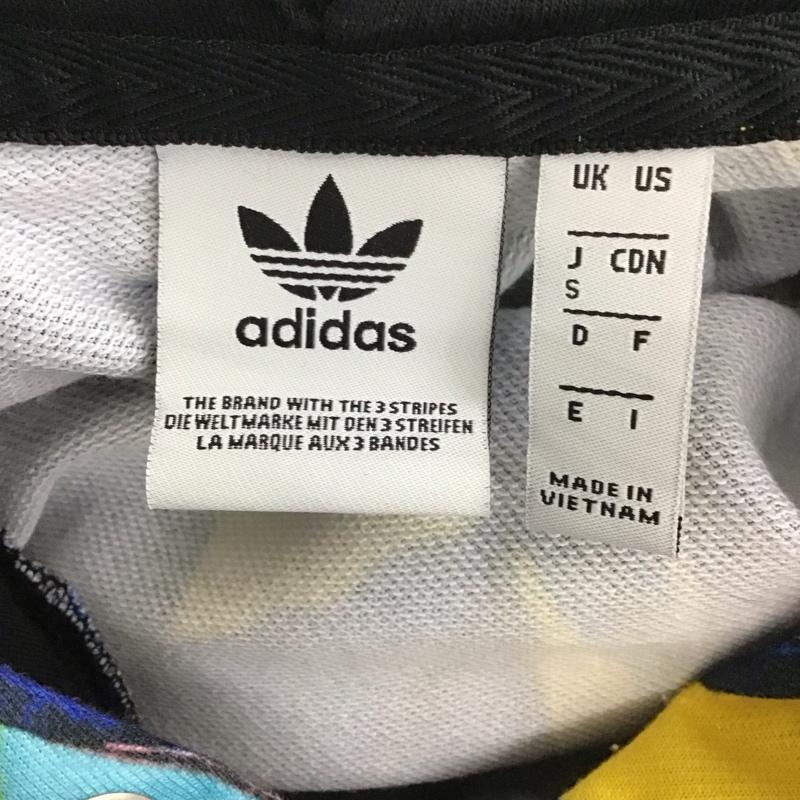 adidas
THE BRAND WITH THE 3 STRIPES
DIE WELTMARKE MIT DEN 3 STREIFEN
LA MARQUE AUX 3 BANDES
UK US
J CDN
S
D F
E I
MADE IN
VIETNAM